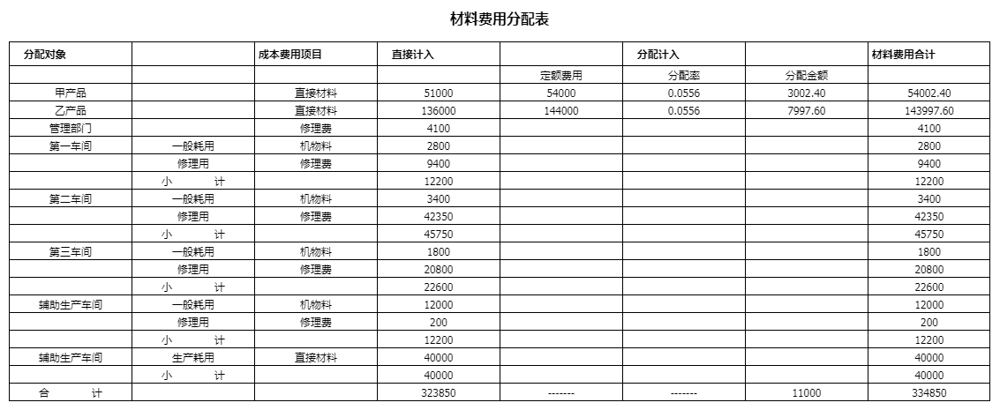 材料费用分配表
分配对象 成本费用项目 直接计入 分配计入 材料费用合计
定额费用 分配率 分配金额
甲产品 直接材料 51000 54000 0.0556 3002.40 54002.40
乙产品 直接材料 136000 144000 0.0556 7997.60 143997.60
管理部门 修理费 4100 4100
第一车间 一般耗用 机物料 2800 2800
修理用 修理费 9400 9400
小 计 12200 12200
第二车间 一般耗用 机物料 3400 3400
修理用 修理费 42350 42350
小 计 45750 45750
第三车间 一般耗用 机物料 1800 1800
修理用 修理费 20800 20800
小 计 22600 22600
辅助生产车间 一般耗用 机物料 12000 12000
修理用 修理费 200 200
小 计 12200 12200
辅助生产车间 生产耗用 直接材料 40000 40000
小 计 40000 40000
合 计 323850 ------- ------- 11000 334850